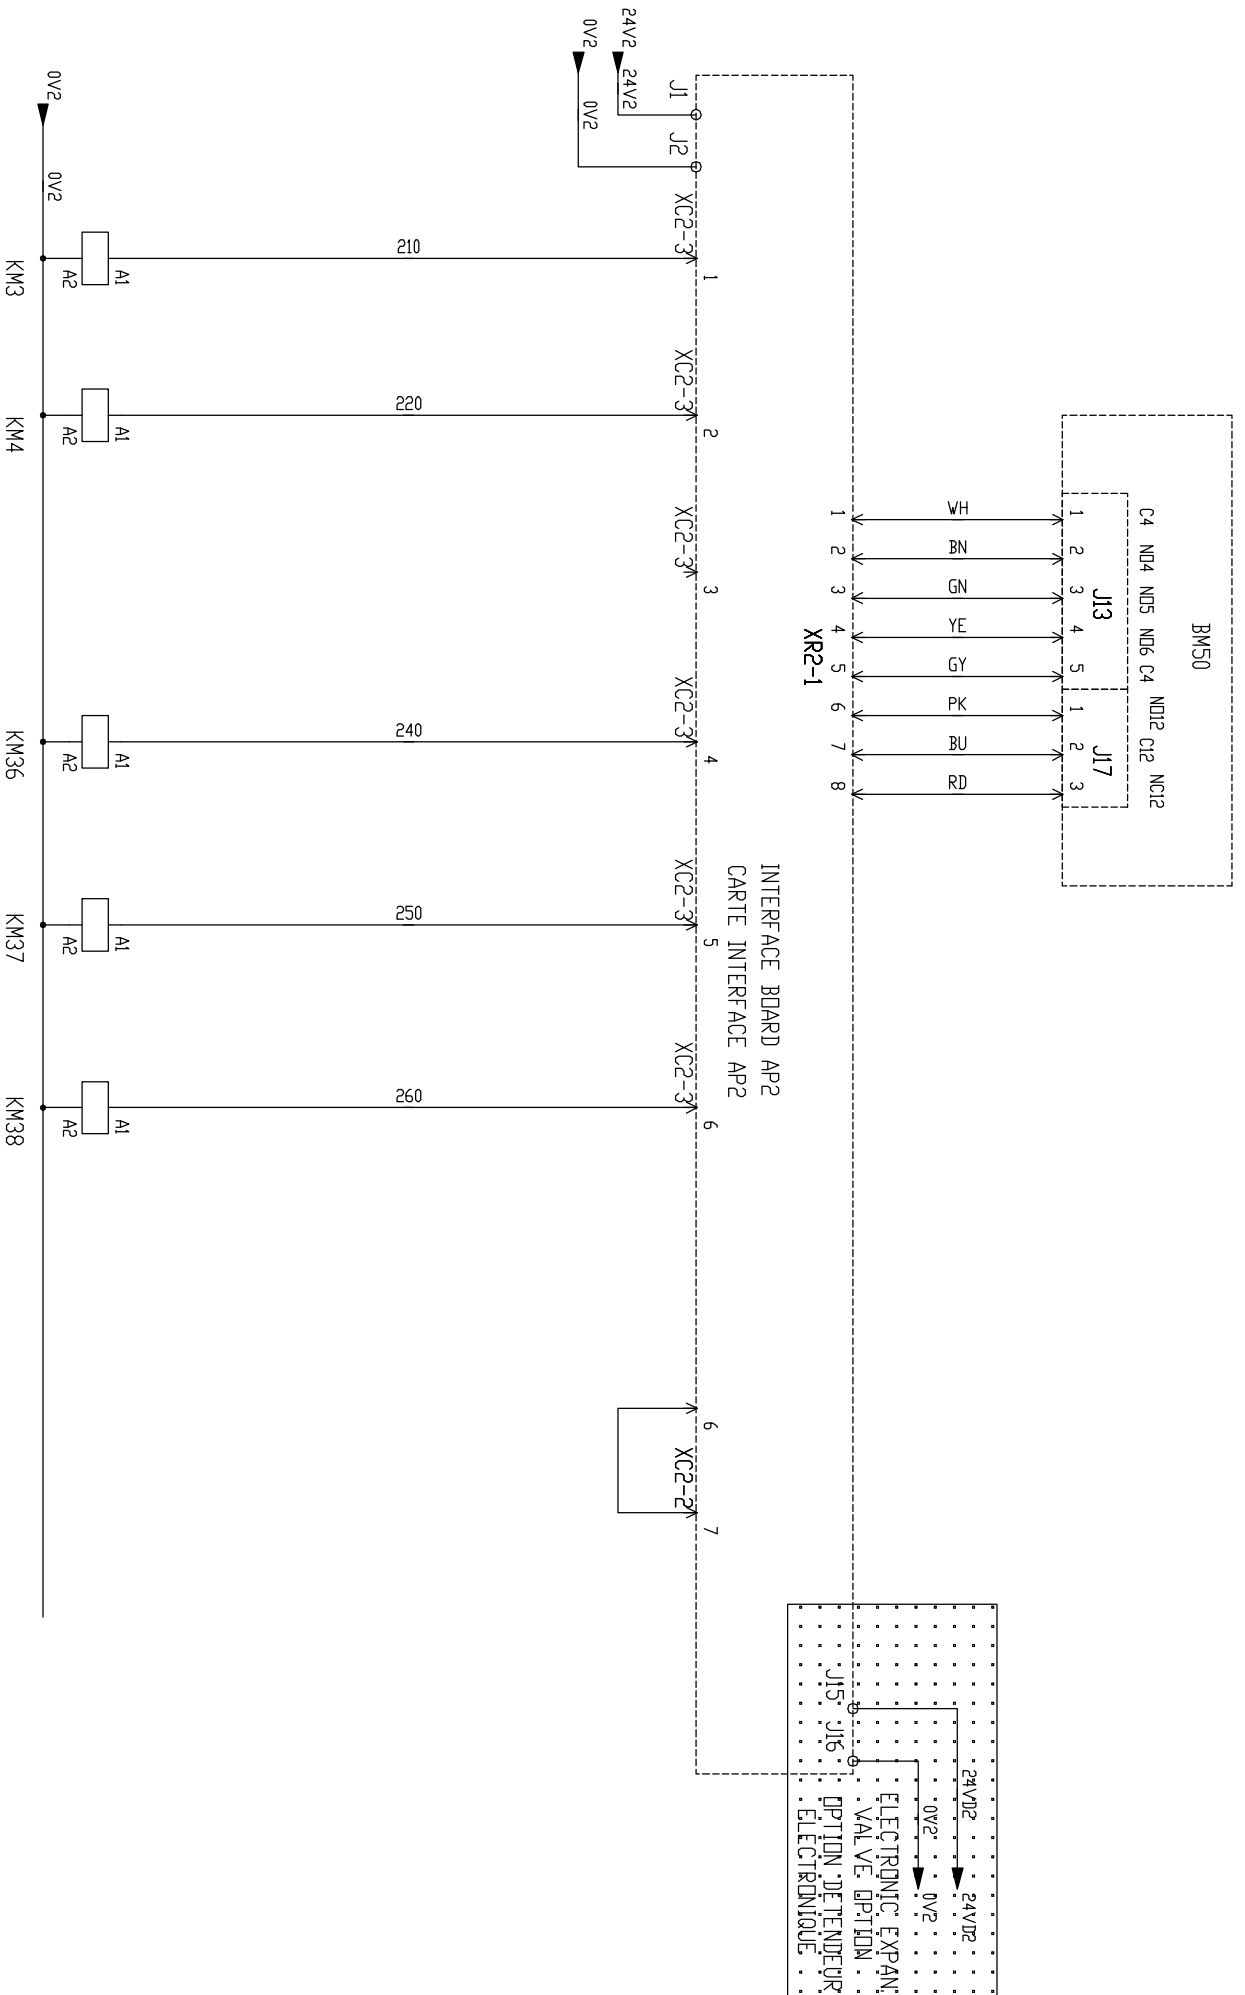 BM50
C4 NO4 NO5 NO6 C4 NO12 C12 NC12
J13 J17
1 2 3 4 5 1 2 3
WH BN GN YE GY PK BU RD
1 2 3 4 5 6 7 8
XR2-1
24VD2 24VD2
0V2 0V2
J15 J16
ELECTRONIC EXPAN.
VALVE OPTION
OPTION DETENDEUR
ELECTRONIQUE
INTERFACE BOARD AP2
CARTE INTERFACE AP2
1 2 3 4 5 6 6 7
J1 J2 XC2-3 XC2-3 XC2-3 XC2-3 XC2-3 XC2-3 XC2-2
24V2 24V2
0V2 0V2
210 220 240 250 260
A1 A1 A1 A1 A1
A2 A2 A2 A2 A2
0V2 0V2
KM3 KM4 KM36 KM37 KM38